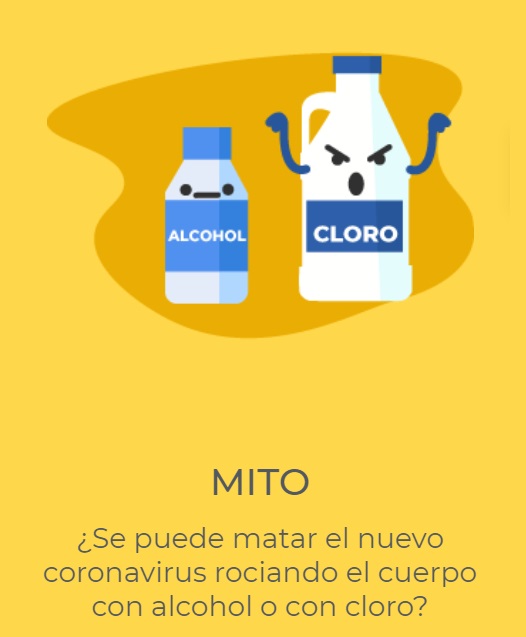 ALCOHOL
CLORO
MITO
¿Se puede matar el nuevo
coronavirus rociando el cuerpo
con alcohol o con cloro?